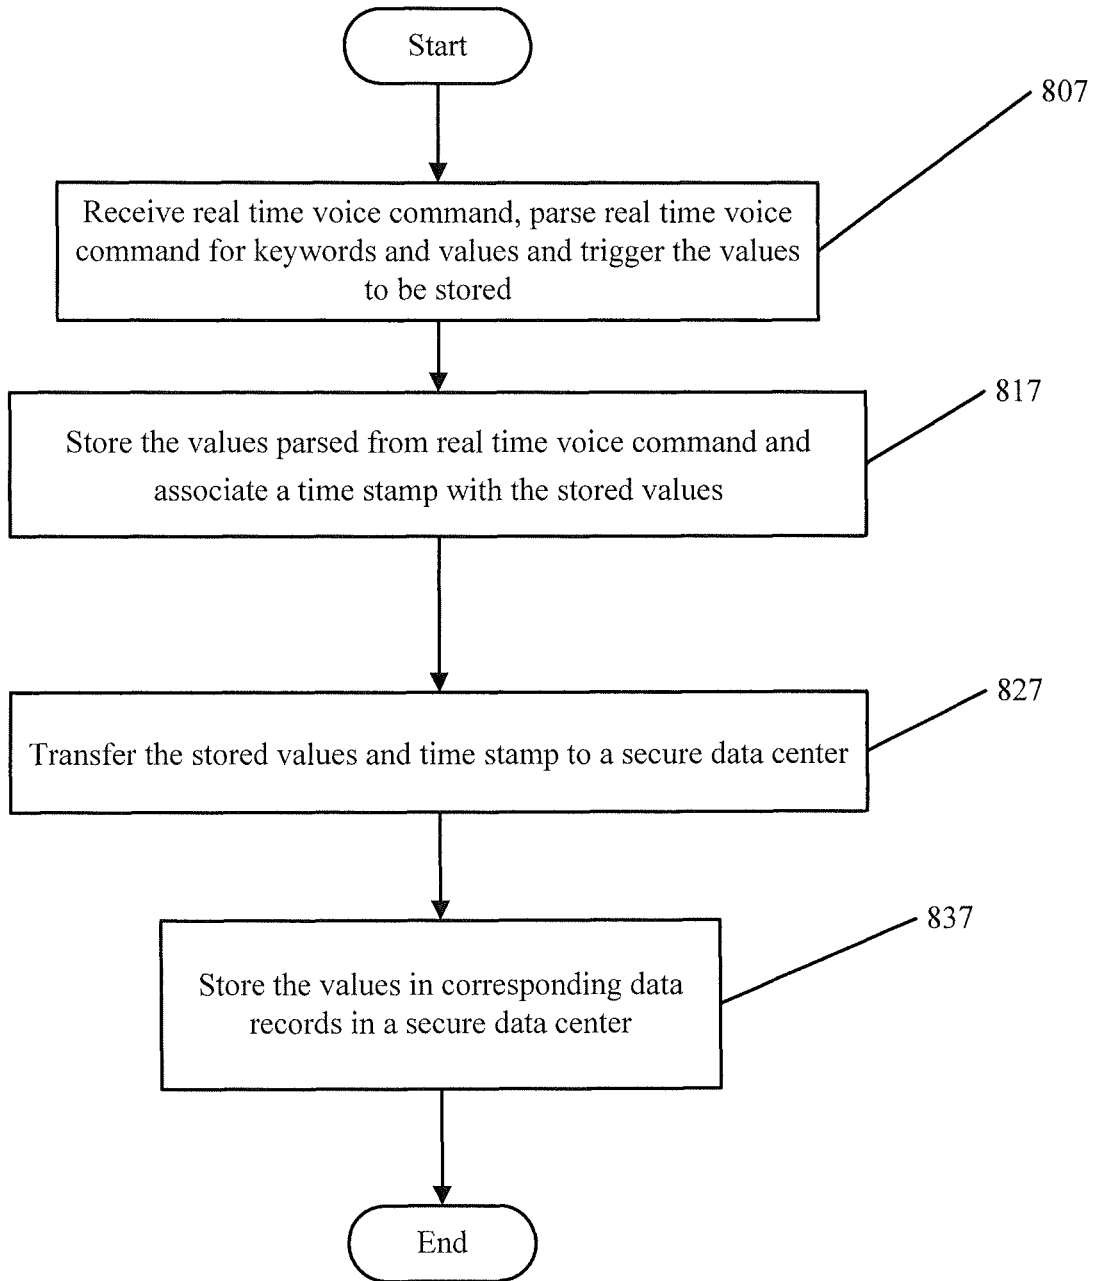 Start
807
Receive real time voice command, parse real time voice
command for keywords and values and trigger the values
to be stored
817
Store the values parsed from real time voice command and
associate a time stamp with the stored values
827
Transfer the stored values and time stamp to a secure data center
837
Store the values in corresponding data
records in a secure data center
End